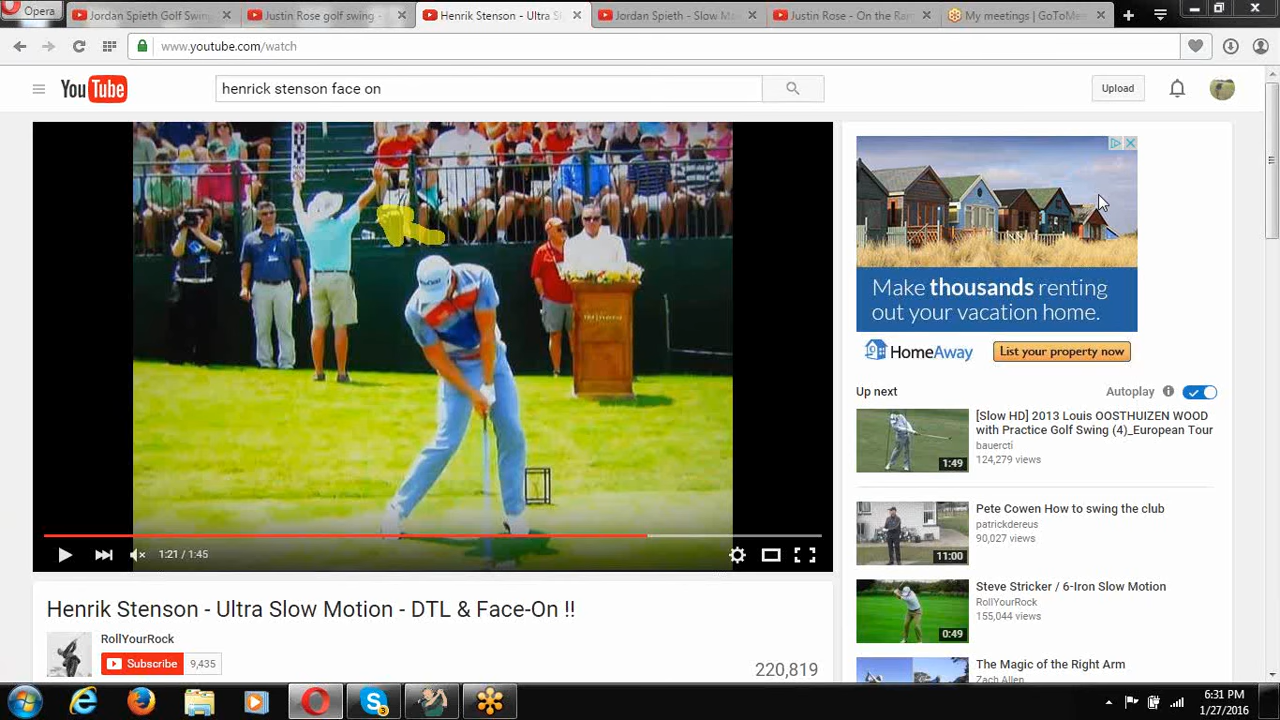 Opera
Jordan Spieth Golf Swing
Justin Rose golf swing -
Henrik Stenson - Ultra Sl
Jordan Spieth - Slow M
Justin Rose - On the Ran
My meetings | GoToMee
www.youtube.com/watch
YouTube
henrick stenson face on
Upload
Make thousands renting
out your vacation home.
HomeAway
List your property now
Up next
Autoplay
[Slow HD] 2013 Louis OOSTHUIZEN WOOD
with Practice Golf Swing (4)_European Tour
bauercti
124,279 views
1:49
Pete Cowen How to swing the club
patrickdereus
90,027 views
11:00
Steve Stricker / 6-Iron Slow Motion
RollYourRock
155,044 views
0:49
The Magic of the Right Arm
Zach Allen
1:21 / 1:45
Henrik Stenson - Ultra Slow Motion - DTL & Face-On !!
RollYourRock
Subscribe
9,435
220,819
3
6:31 PM
1/27/2016